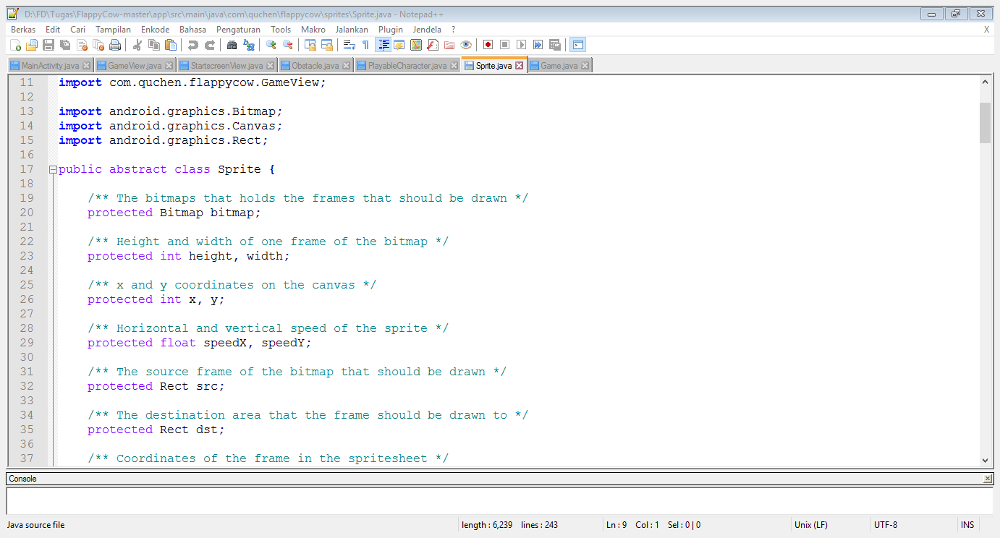 D:\FD\Tugas\FlappyCow-master\app\src\main\java\com\quchen\flappycow\sprites\Sprite.java - Notepad++
Berkas Edit Cari Tampilan Enkode Bahasa Pengaturan Tools Makro Jalankan Plugin Jendela ? X
MainActivity.java GameView.java StartscreenView.java Obstacle.java PlayableCharacter.java Sprite.java Game.java
11 import com.quchen.flappycow.GameView;
12
13 import android.graphics.Bitmap;
14 import android.graphics.Canvas;
15 import android.graphics.Rect;
16
17 public abstract class Sprite {
18
19 /** The bitmaps that holds the frames that should be drawn */
20 protected Bitmap bitmap;
21
22 /** Height and width of one frame of the bitmap */
23 protected int height, width;
24
25 /** x and y coordinates on the canvas */
26 protected int x, y;
27
28 /** Horizontal and vertical speed of the sprite */
29 protected float speedX, speedY;
30
31 /** The source frame of the bitmap that should be drawn */
32 protected Rect src;
33
34 /** The destination area that the frame should be drawn to */
35 protected Rect dst;
36
37 /** Coordinates of the frame in the spritesheet */
Console
Java source file length : 6,239 lines : 243 Ln : 9 Col : 1 Sel : 0 | 0 Unix (LF) UTF-8 INS